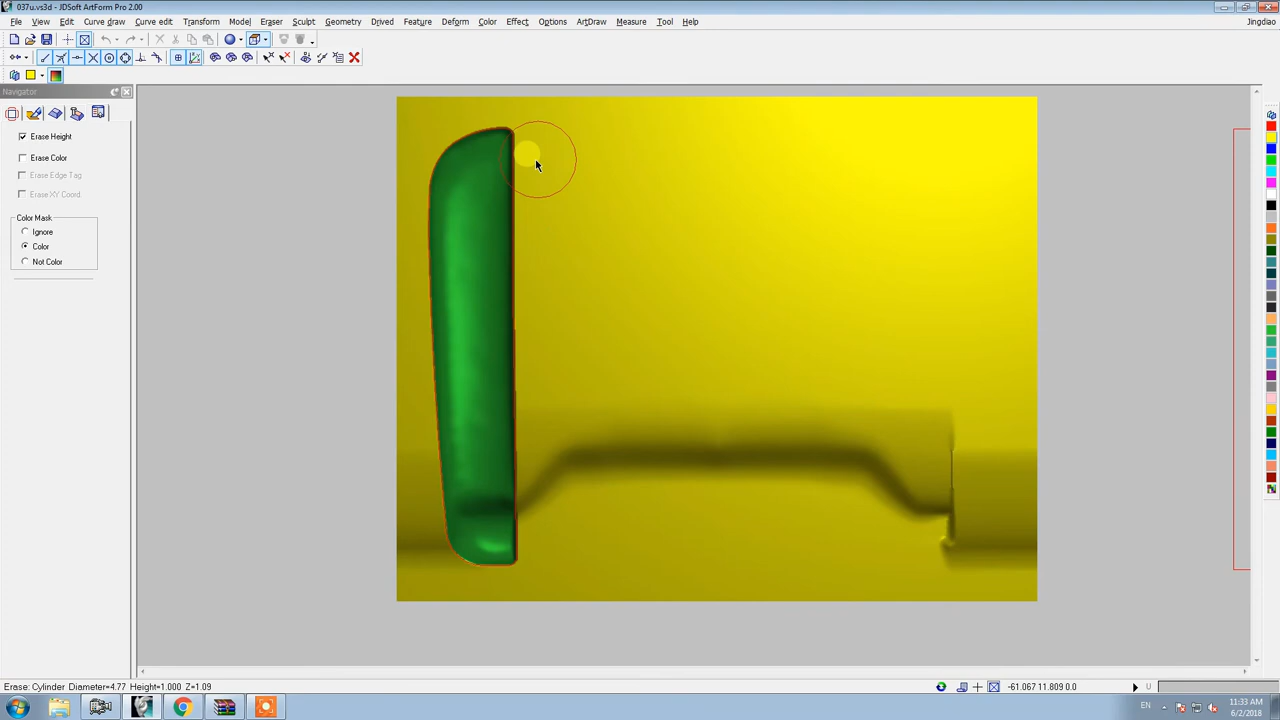 037u.vs3d - JDSoft ArtForm Pro 2.00
File View Edit Curve draw Curve edit Transform Model Eraser Sculpt Geometry Drived Feature Deform Color Effect Options ArtDraw Measure Tool Help Jingdiao
Navigator
Erase Height
Erase Color
Erase Edge Tag
Erase XY Coord
Color Mask
Ignore
Color
Not Color
Erase: Cylinder Diameter=4.77 Height=1.000 Z=1.09
-61.067 11.809 0.0
U
EN
11:33 AM
6/2/2018